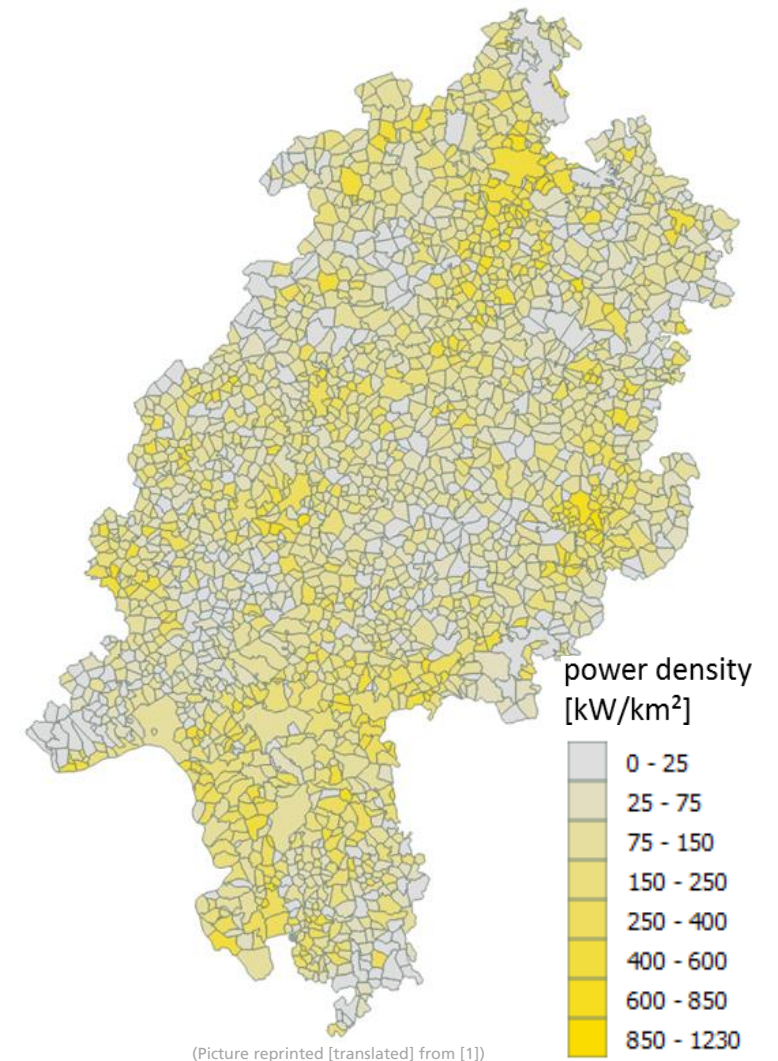 power density
[kW/km²]
0 - 25
25 - 75
75 - 150
150 - 250
250 - 400
400 - 600
600 - 850
850 - 1230
(Picture reprinted [translated] from [1])